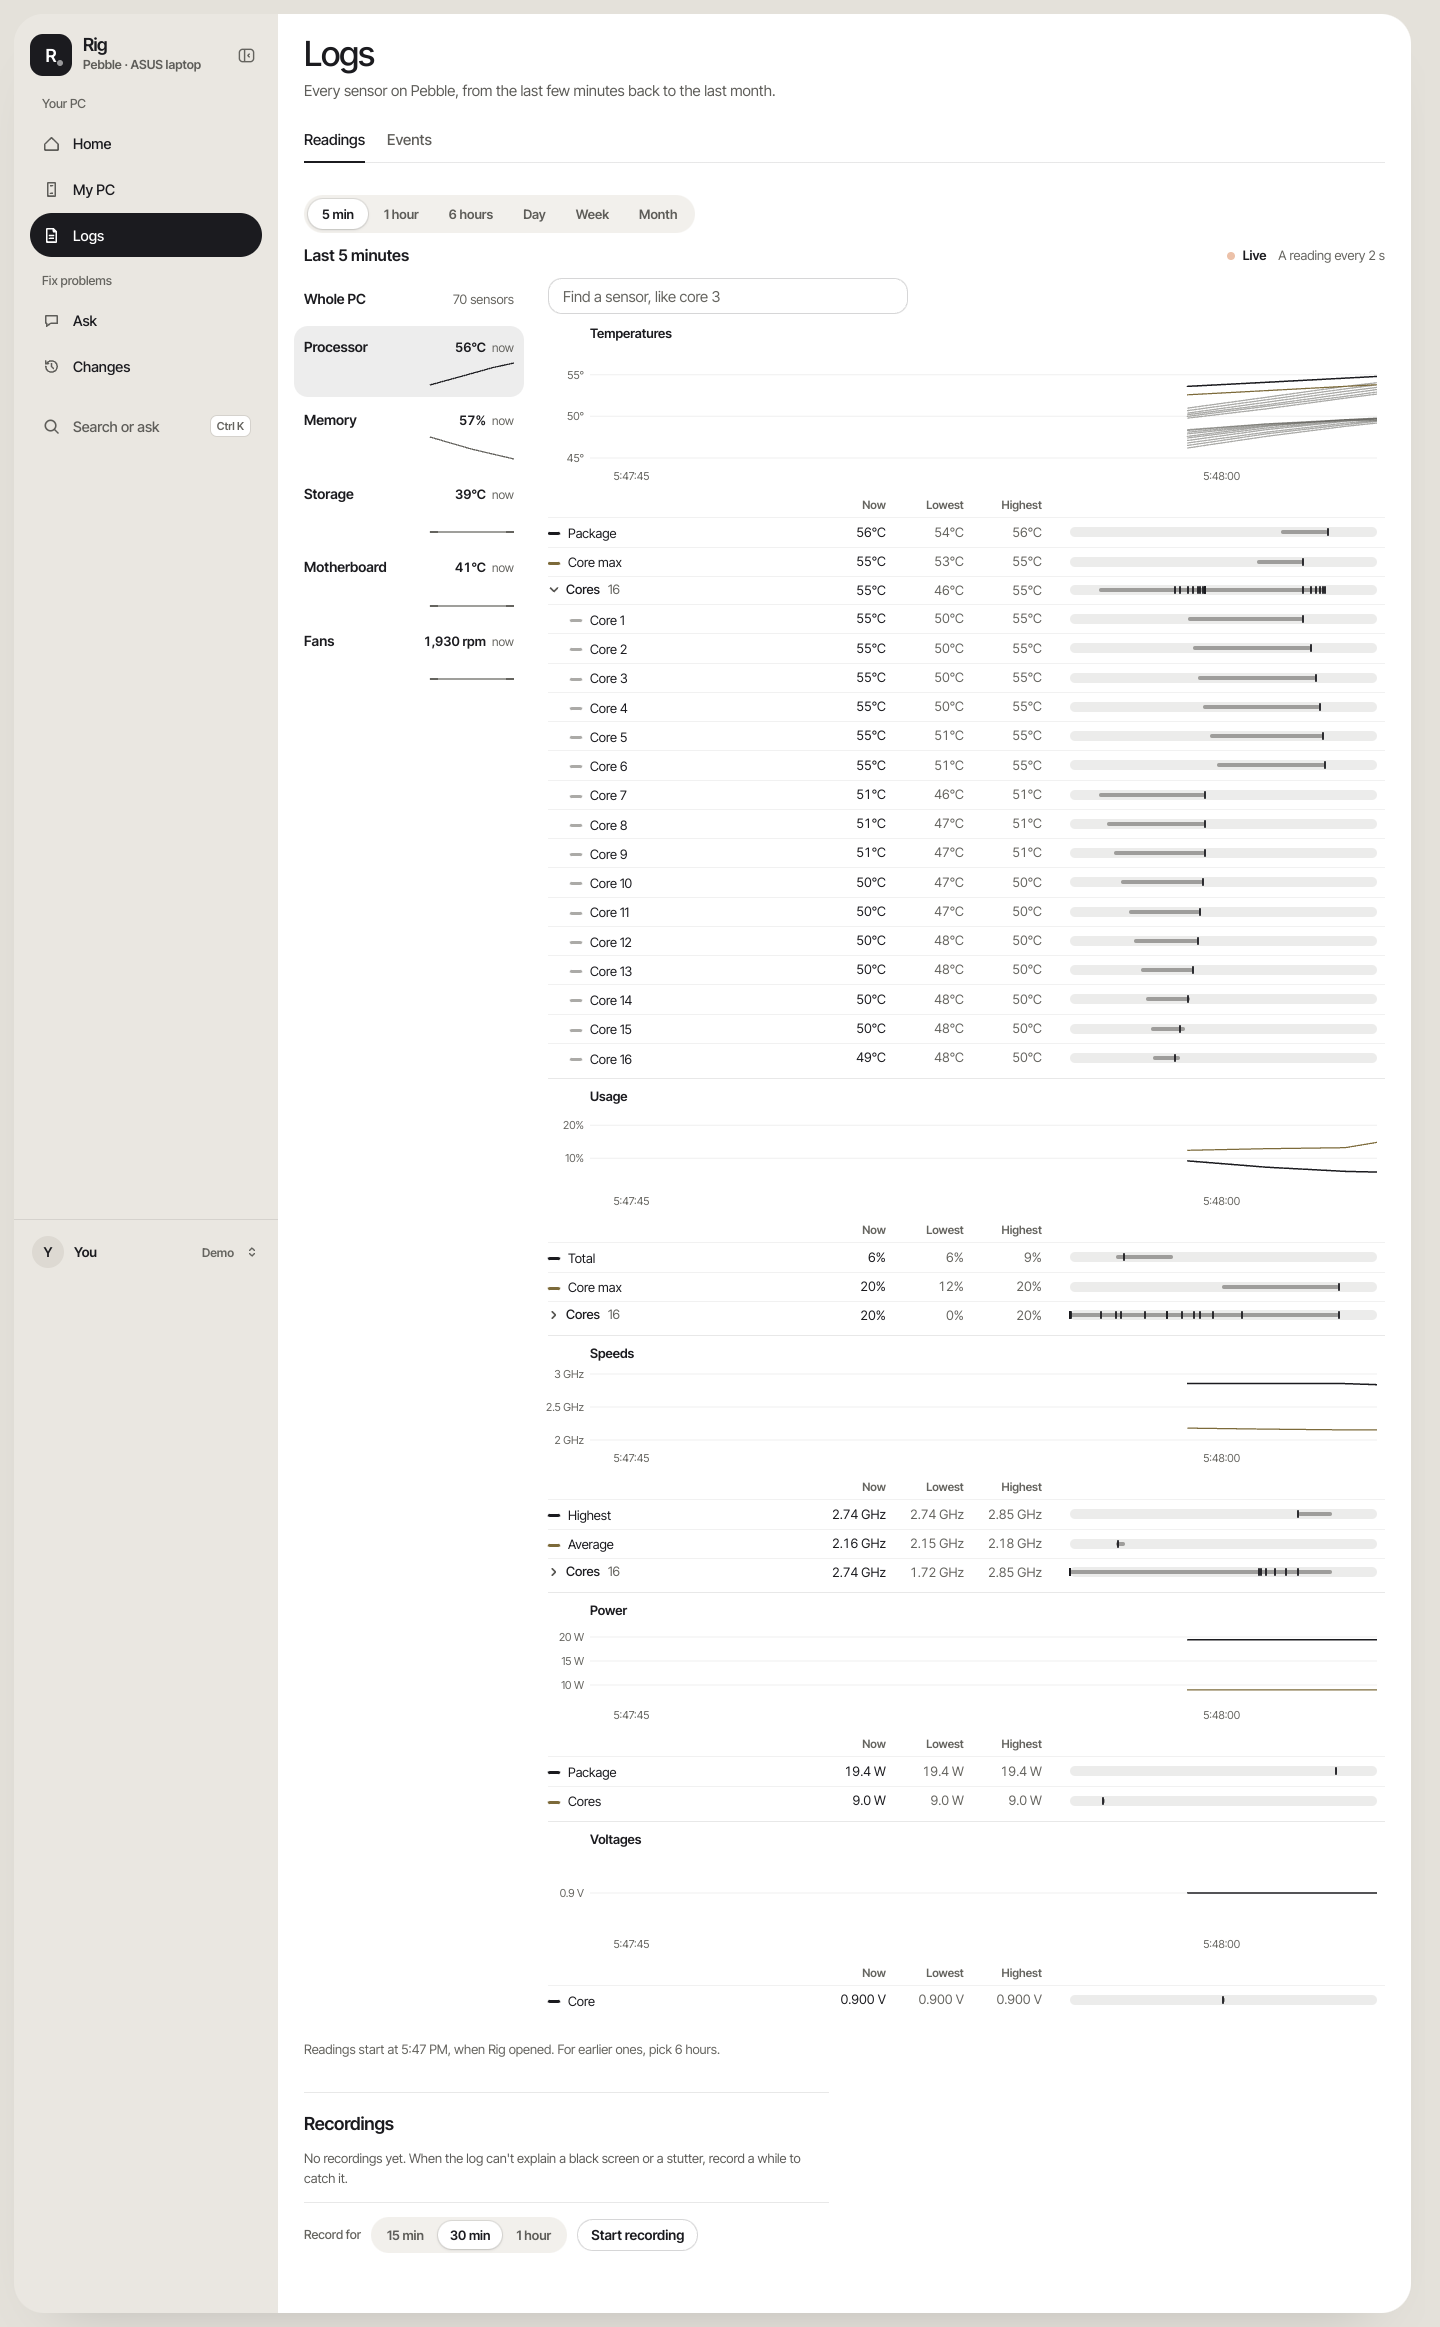 R
Rig
Pebble · ASUS laptop
Your PC
Home
My PC
Logs
Fix problems
Ask
Changes
Search or ask Ctrl K
Y You Demo
Logs
Every sensor on Pebble, from the last few minutes back to the last month.
Readings Events
5 min 1 hour 6 hours Day Week Month
Last 5 minutes
Live A reading every 2 s
Whole PC 70 sensors
Processor 56°C now
Memory 57% now
Storage 39°C now
Motherboard 41°C now
Fans 1,930 rpm now
Find a sensor, like core 3
Temperatures
55°
50°
45°
5:47:45 5:48:00
Now Lowest Highest
Package 56°C 54°C 56°C
Core max 55°C 53°C 55°C
Cores 16 55°C 46°C 55°C
Core 1 55°C 50°C 55°C
Core 2 55°C 50°C 55°C
Core 3 55°C 50°C 55°C
Core 4 55°C 50°C 55°C
Core 5 55°C 51°C 55°C
Core 6 55°C 51°C 55°C
Core 7 51°C 46°C 51°C
Core 8 51°C 47°C 51°C
Core 9 51°C 47°C 51°C
Core 10 50°C 47°C 50°C
Core 11 50°C 47°C 50°C
Core 12 50°C 48°C 50°C
Core 13 50°C 48°C 50°C
Core 14 50°C 48°C 50°C
Core 15 50°C 48°C 50°C
Core 16 49°C 48°C 50°C
Usage
20%
10%
5:47:45 5:48:00
Now Lowest Highest
Total 6% 6% 9%
Core max 20% 12% 20%
Cores 16 20% 0% 20%
Speeds
3 GHz
2.5 GHz
2 GHz
5:47:45 5:48:00
Now Lowest Highest
Highest 2.74 GHz 2.74 GHz 2.85 GHz
Average 2.16 GHz 2.15 GHz 2.18 GHz
Cores 16 2.74 GHz 1.72 GHz 2.85 GHz
Power
20 W
15 W
10 W
5:47:45 5:48:00
Now Lowest Highest
Package 19.4 W 19.4 W 19.4 W
Cores 9.0 W 9.0 W 9.0 W
Voltages
0.9 V
5:47:45 5:48:00
Now Lowest Highest
Core 0.900 V 0.900 V 0.900 V
Readings start at 5:47 PM, when Rig opened. For earlier ones, pick 6 hours.
Recordings
No recordings yet. When the log can't explain a black screen or a stutter, record a while to
catch it.
Record for 15 min 30 min 1 hour Start recording